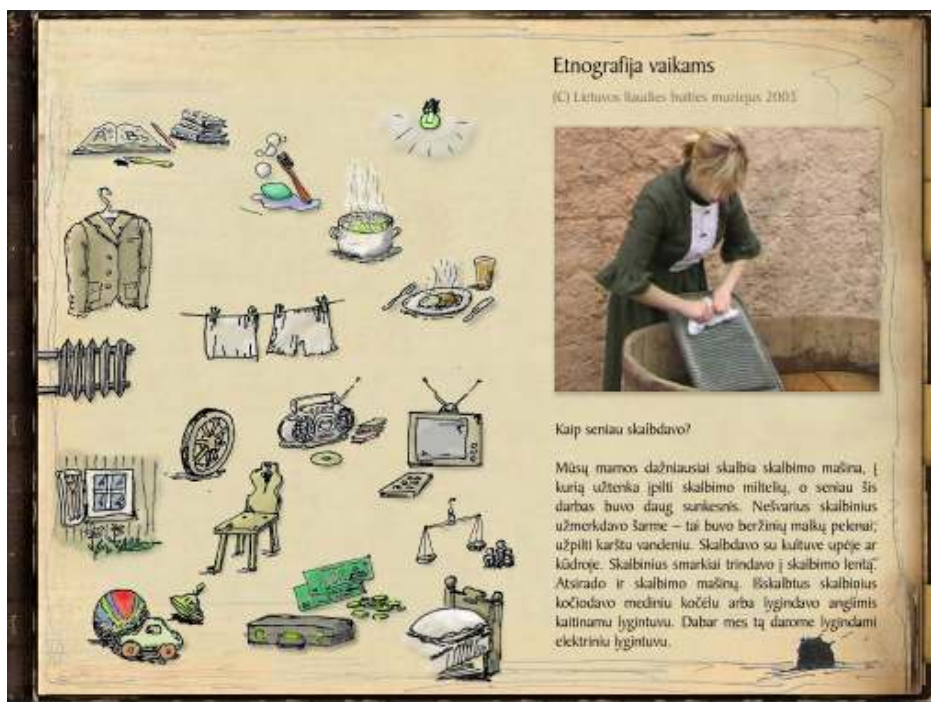 Etnografija vaikams
(C) Lietuvos liaudies buities muziejus 2005
Kaip seniau skalbdavo?
Mūsų mamos dažniausiai skalbia skalbimo mašina, į
kurią užtenka įpilti skalbimo miltelių, o seniau šis
darbas buvo daug sunkesnis. Nešvarius skalbinius
užmerkdavo šarme – tai buvo beržinių malkų pelenai,
užpilti karštu vandeniu. Skalbdavo su kultuve upėje ar
kūdroje. Skalbinius smarkiai trindavo į skalbimo lentą.
Atsirado ir skalbimo mašinų. Išskalbtus skalbinius
kočiodavo mediniu kočėlu arba lygindavo anglimis
kaitinamu lygintuvu. Dabar mes tą darome lygindami
elektriniu lygintuvu.